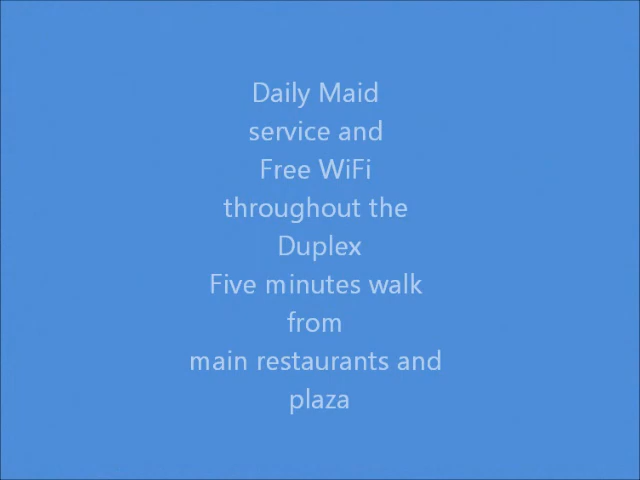 Daily Maid
service and
Free WiFi
throughout the
Duplex
Five minutes walk
from
main restaurants and
plaza